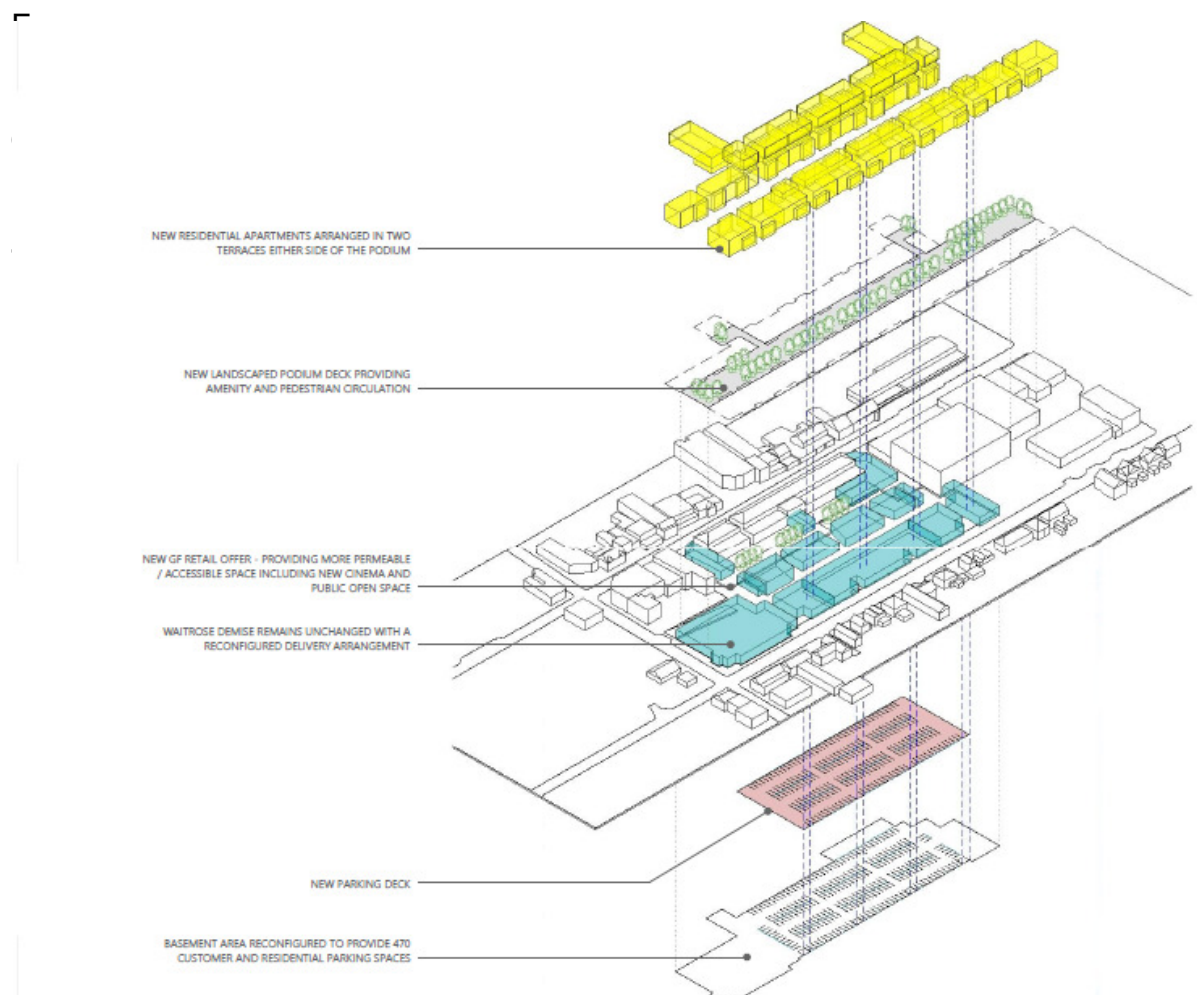 NEW RESIDENTIAL APARTMENTS ARRANGED IN TWO
TERRACES EITHER SIDE OF THE PODIUM
NEW LANDSCAPED PODIUM DECK PROVIDING
AMENITY AND PEDESTRIAN CIRCULATION
NEW GF RETAIL OFFER - PROVIDING MORE PERMEABLE
/ ACCESSIBLE SPACE INCLUDING NEW CINEMA AND
PUBLIC OPEN SPACE
WAITROSE DEMISE REMAINS UNCHANGED WITH A
RECONFIGURED DELIVERY ARRANGEMENT
NEW PARKING DECK
BASEMENT AREA RECONFIGURED TO PROVIDE 470
CUSTOMER AND RESIDENTIAL PARKING SPACES